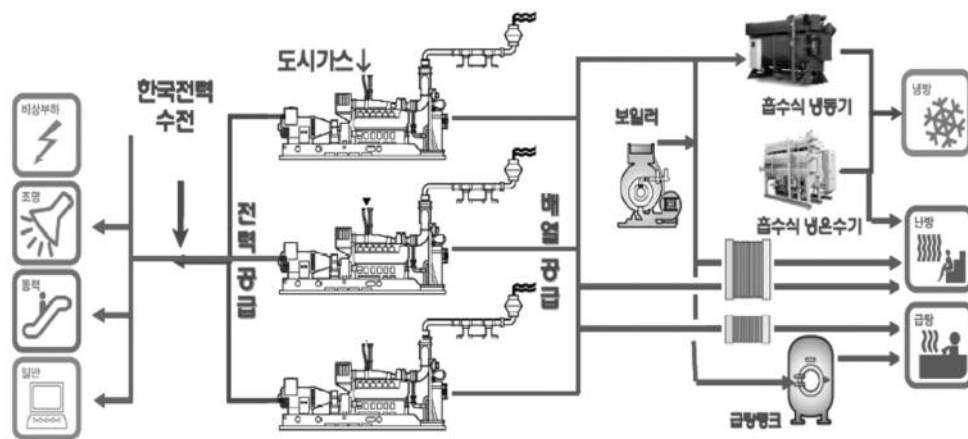 비상부하
조명
동력
일반
한국전력
수전
전력 공급
도시가스
폐열 공급
보일러
흡수식 냉동기
흡수식 냉온수기
급탕탱크
냉방
난방
급탕